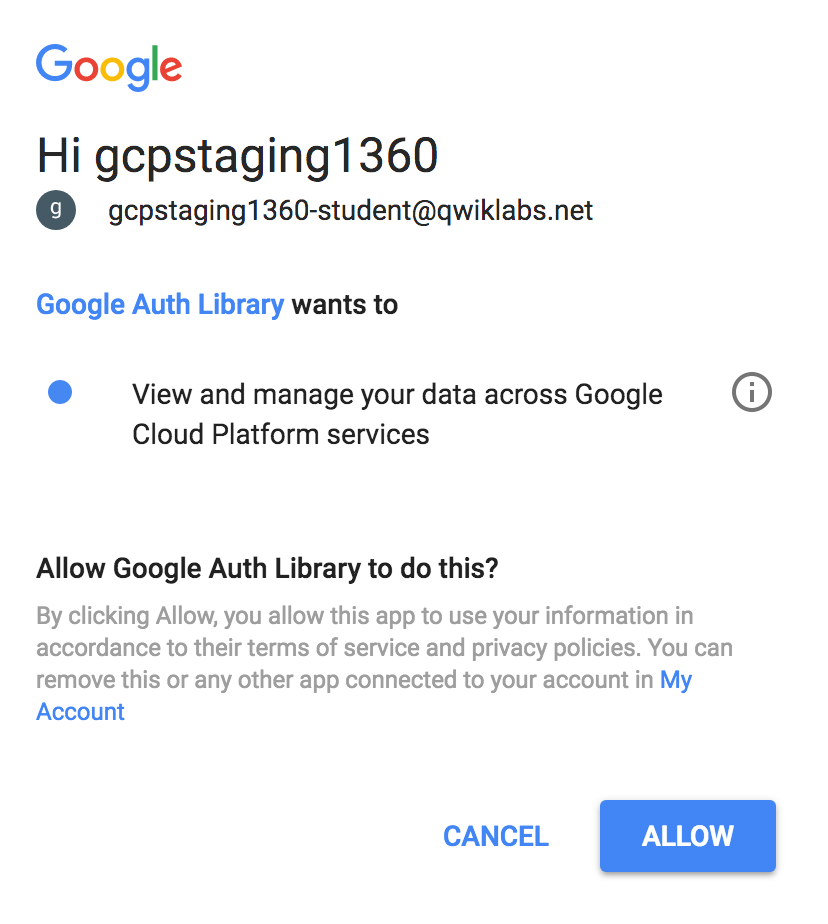 Google
Hi gcpstaging1360
g
gcpstaging1360-student@qwiklabs.net
Google Auth Library wants to
View and manage your data across Google
Cloud Platform services
i
Allow Google Auth Library to do this?
By clicking Allow, you allow this app to use your information in
accordance to their terms of service and privacy policies. You can
remove this or any other app connected to your account in My
Account
CANCEL
ALLOW